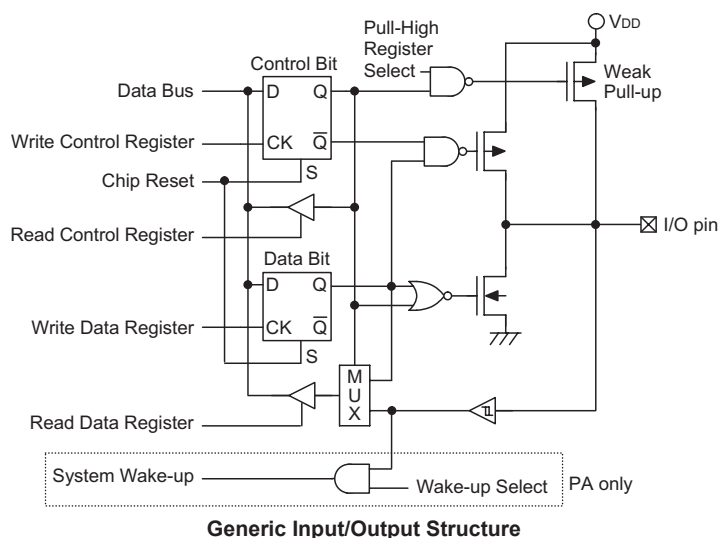 VDD
Pull-High
Register
Select
Control Bit
Weak
Pull-up
Data Bus
D
Q
Write Control Register
CK
Q
Chip Reset
S
Read Control Register
I/O pin
Data Bit
D
Q
Write Data Register
CK
Q
S
M
U
X
Read Data Register
System Wake-up
Wake-up Select
PA only
Generic Input/Output Structure